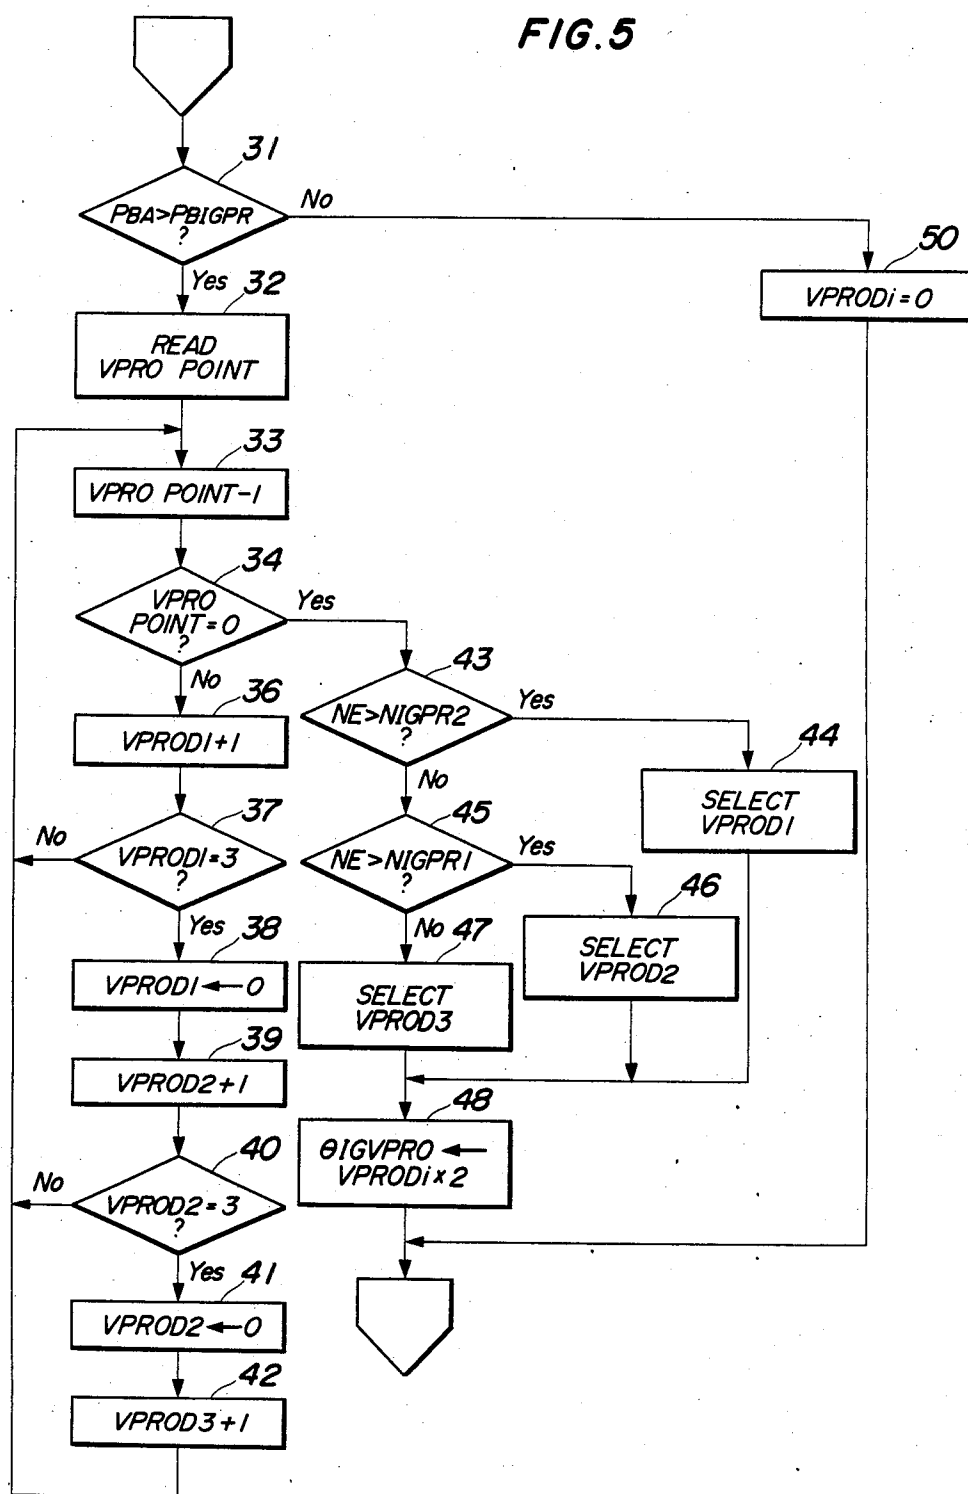 FIG.5
31
PBA>PBIGPR
?
No
Yes
50
VPRODi=0
32
READ
VPRO POINT
33
VPRO POINT-1
34
VPRO
POINT=0
?
Yes
No
36
VPROD1+1
43
NE>NIGPR2
?
Yes
No
44
SELECT
VPROD1
37
VPROD1=3
?
No
Yes
45
NE>NIGPR1
?
Yes
No
46
SELECT
VPROD2
38
VPROD1←0
47
SELECT
VPROD3
39
VPROD2+1
48
θIGVPRO←
VPRODi×2
40
VPROD2=3
?
No
Yes
41
VPROD2←0
42
VPROD3+1